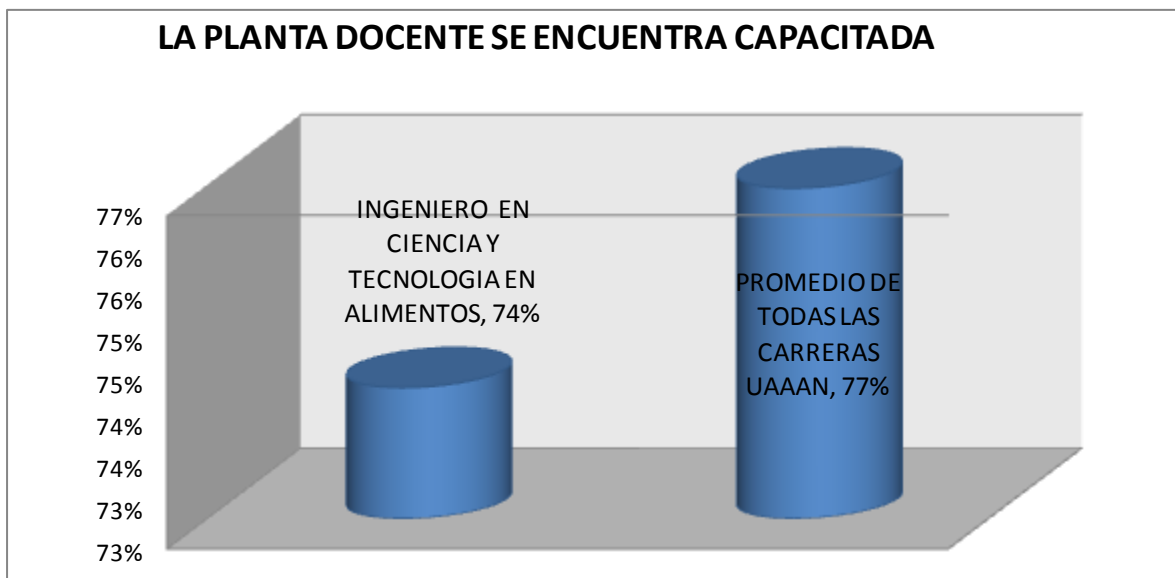 LA PLANTA DOCENTE SE ENCUENTRA CAPACITADA
77%
76%
76%
75%
75%
74%
74%
73%
73%
INGENIERO EN
CIENCIA Y
TECNOLOGIA EN
ALIMENTOS, 74%
PROMEDIO DE
TODAS LAS
CARRERAS
UAAAN, 77%